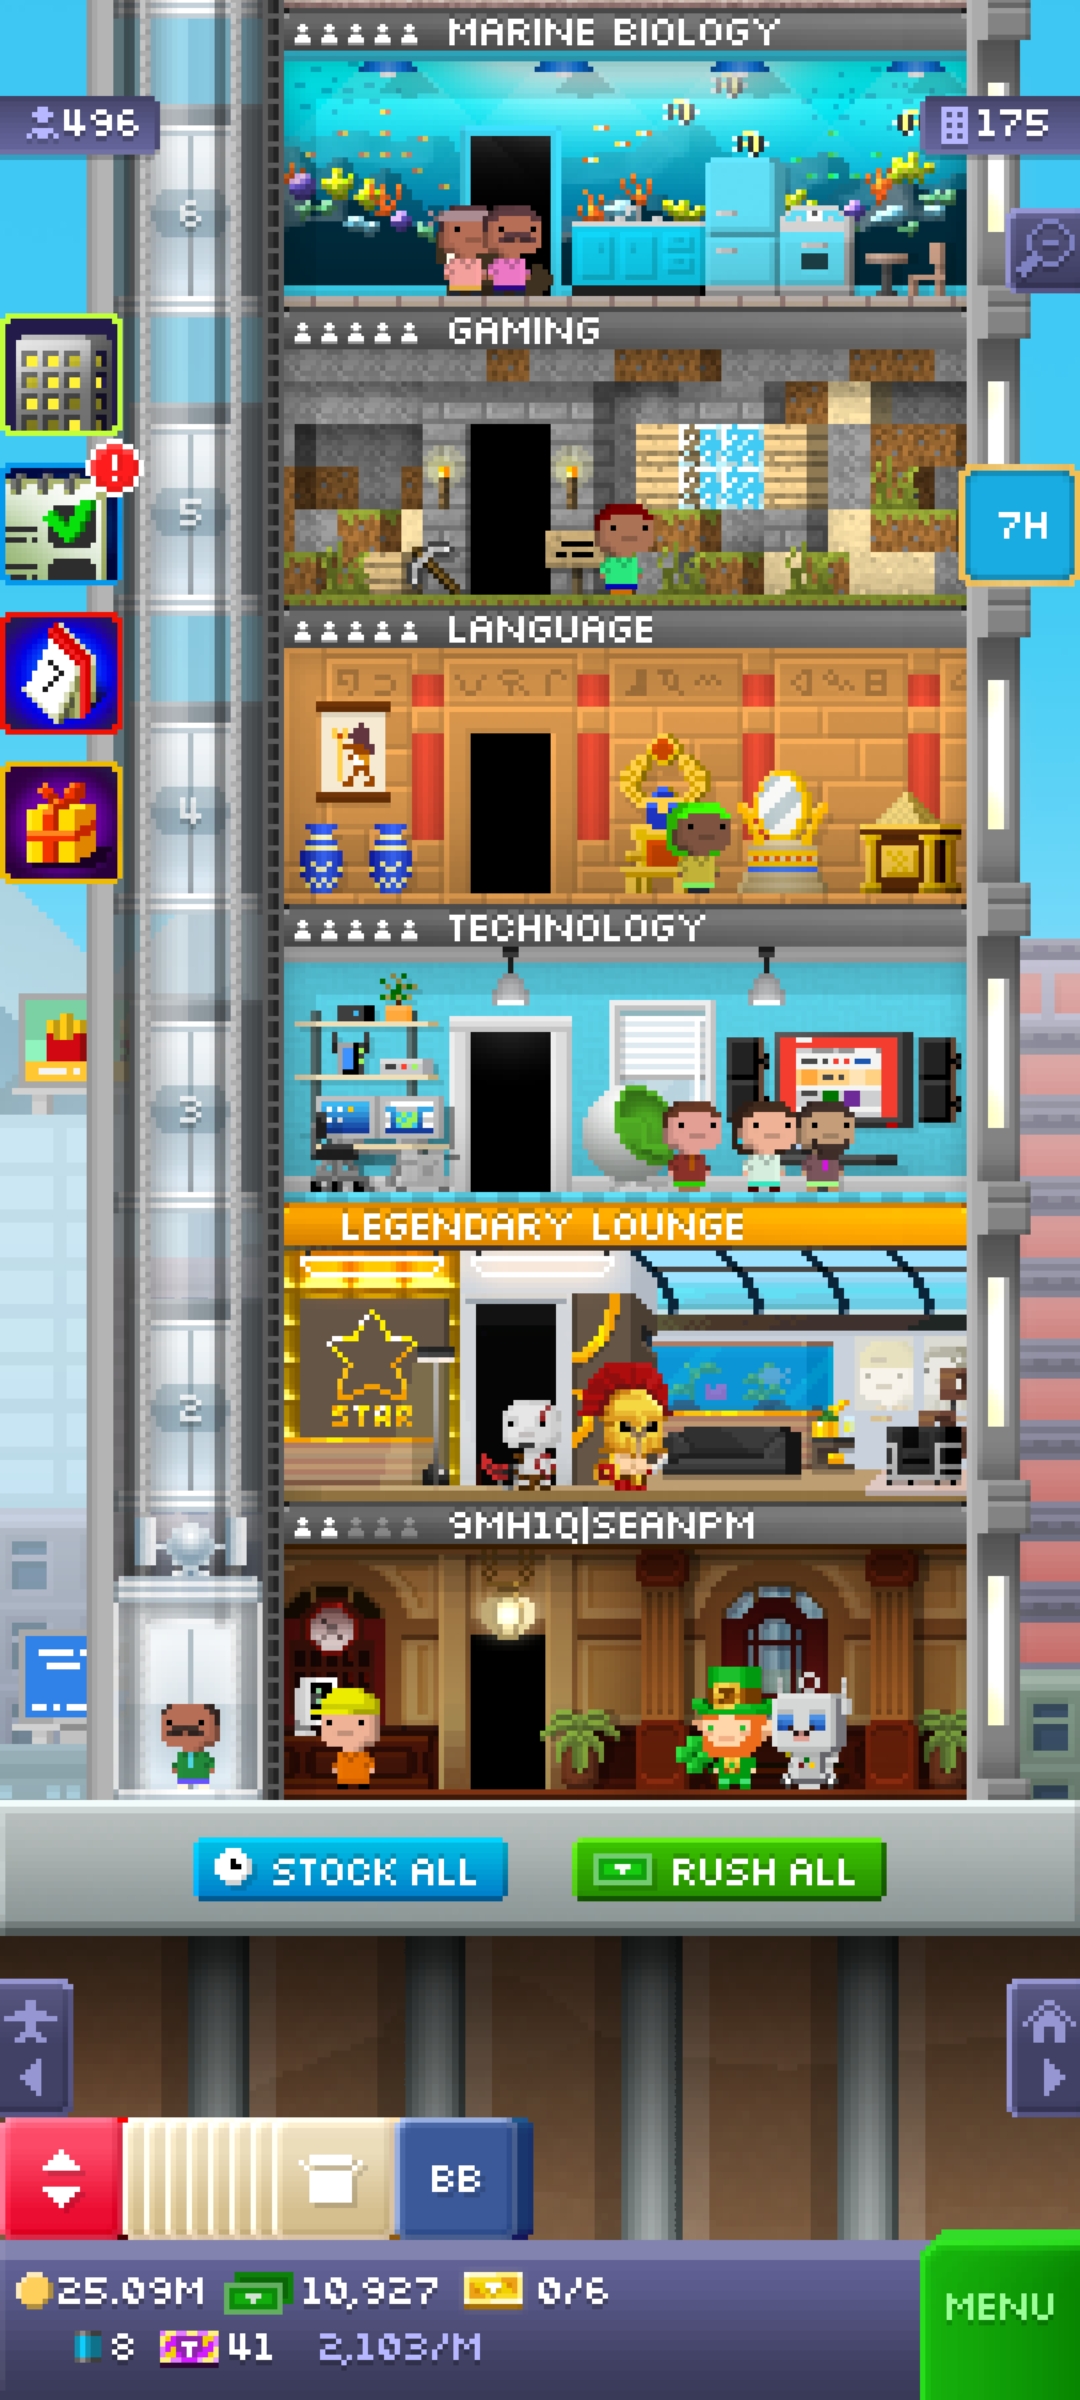 MARINE BIOLOGY
496
175
6
GAMING
5
7H
LANGUAGE
7
4
TECHNOLOGY
3
LEGENDARY LOUNGE
STAR
2
9MH1Q|SEANPM
STOCK ALL
RUSH ALL
BB
25.09M
10,927
0/6
MENU
8
41
2,103/M